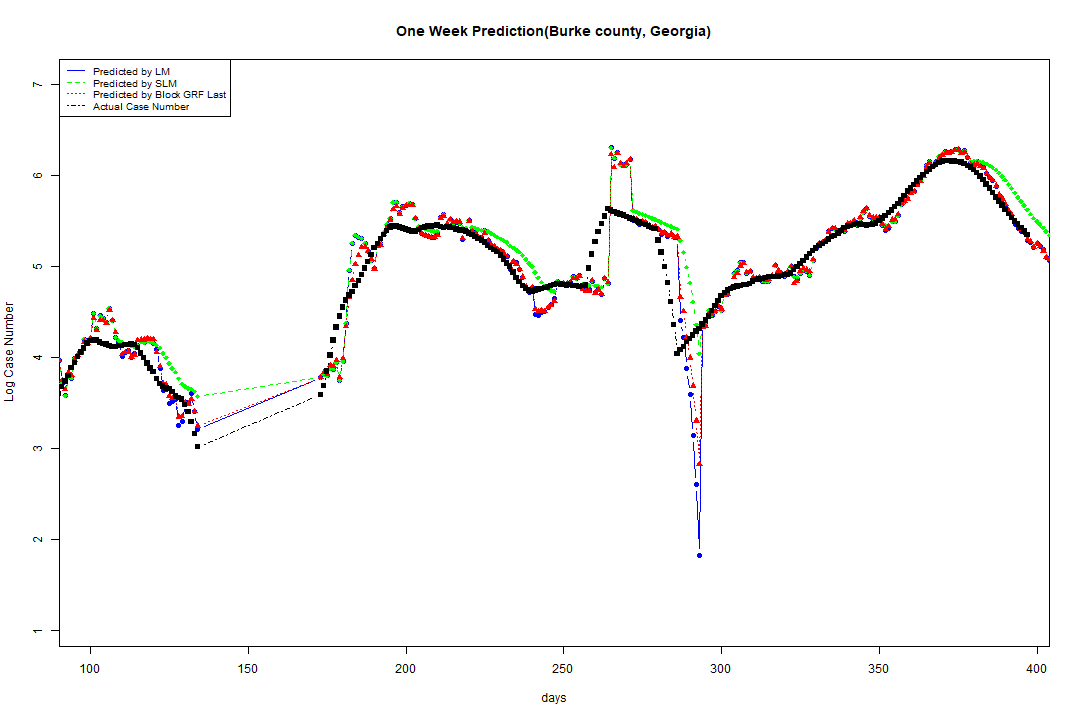 One Week Prediction(Burke county, Georgia)
Predicted by LM
Predicted by SLM
Predicted by Block GRF Last
Actual Case Number
7
6
5
4
3
2
1
Log Case Number
100 150 200 250 300 350 400
days